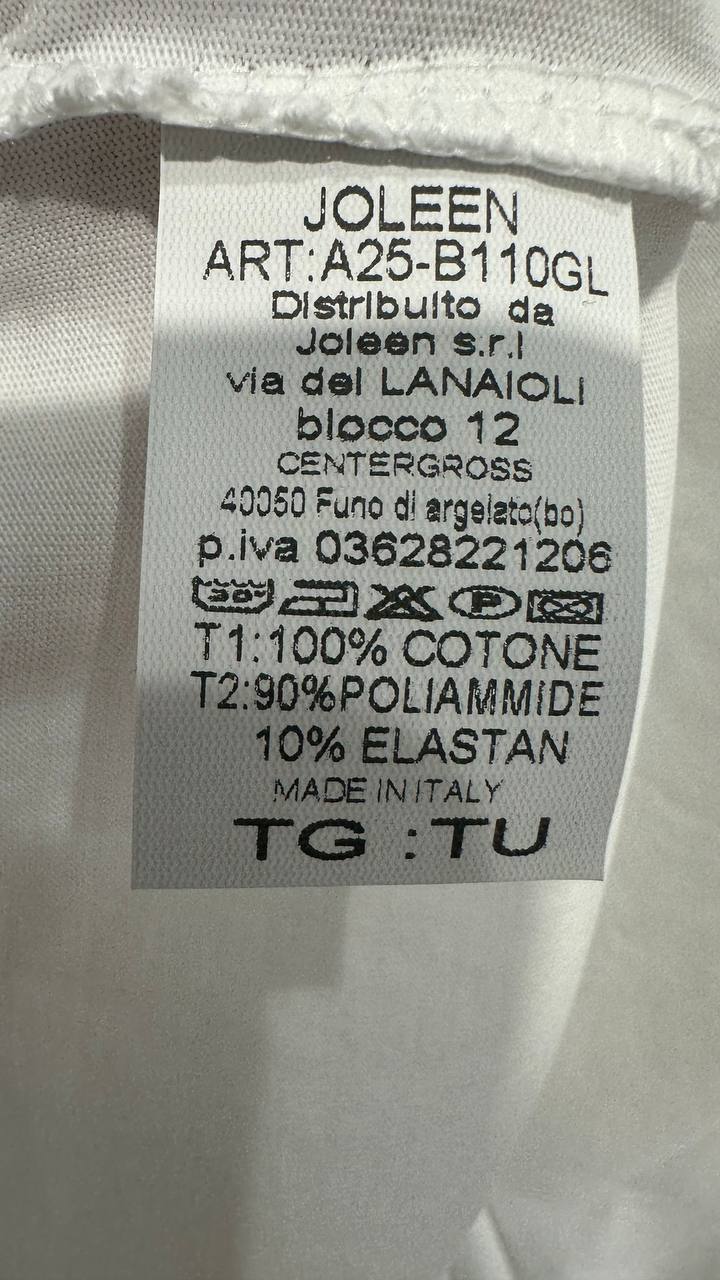 JOLEEN
ART:A25-B110GL
Distribuito da
Joleen s.r.l
via dei LANAIOLI
blocco 12
CENTERGROSS
40050 Funo di argelato(bo)
p.iva 03628221206
30°
P
T1:100% COTONE
T2:90%POLIAMMIDE
10% ELASTAN
MADE IN ITALY
TG :TU